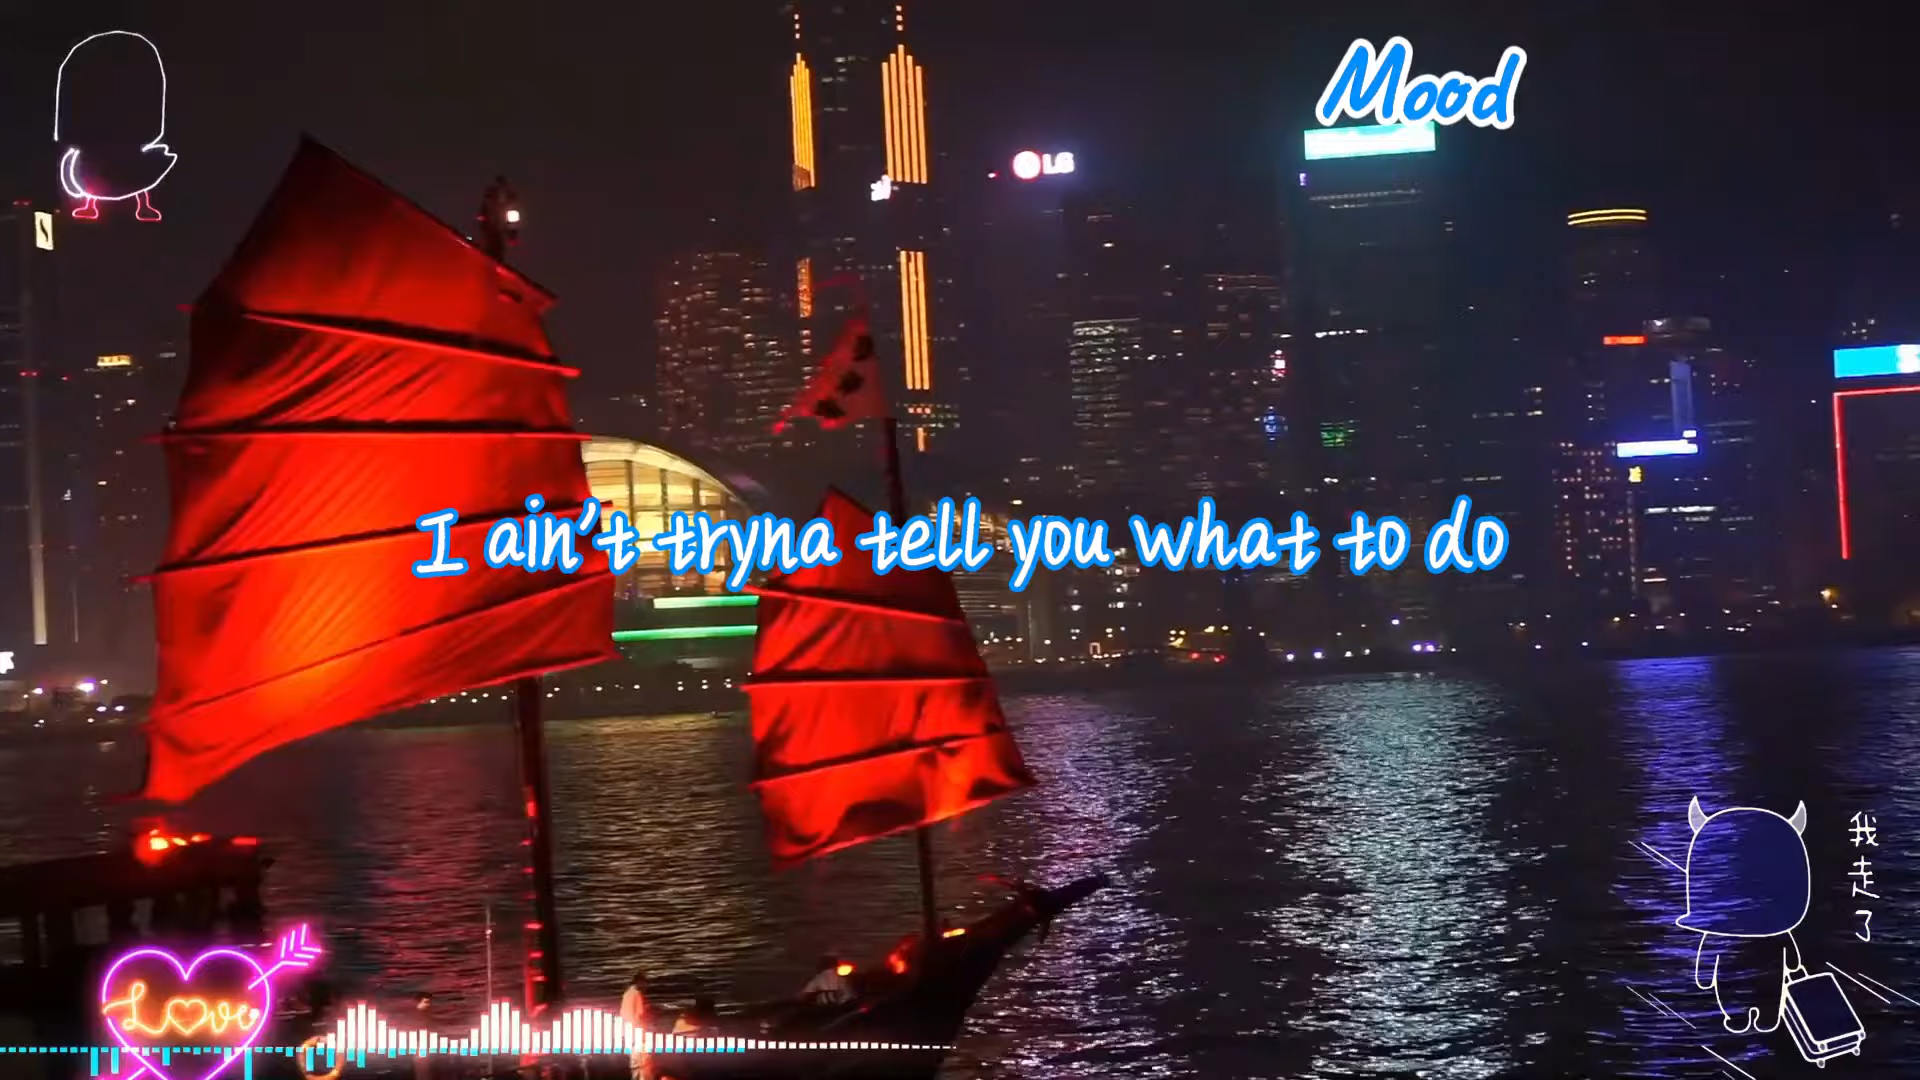 Mood
LG
I ain't tryna tell you what to do
我走了
Love